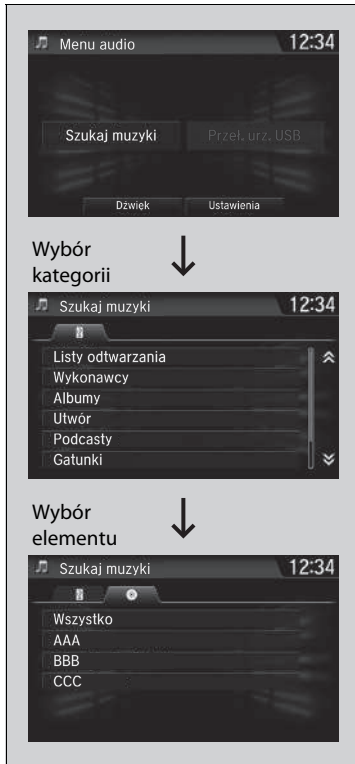 Menu audio 12:34
Szukaj muzyki Przeł. urz. USB
Dźwięk Ustawienia
Wybór
kategorii
Szukaj muzyki 12:34
Listy odtwarzania
Wykonawcy
Albumy
Utwór
Podcasty
Gatunki
Wybór
elementu
Szukaj muzyki 12:34
Wszystko
AAA
BBB
CCC